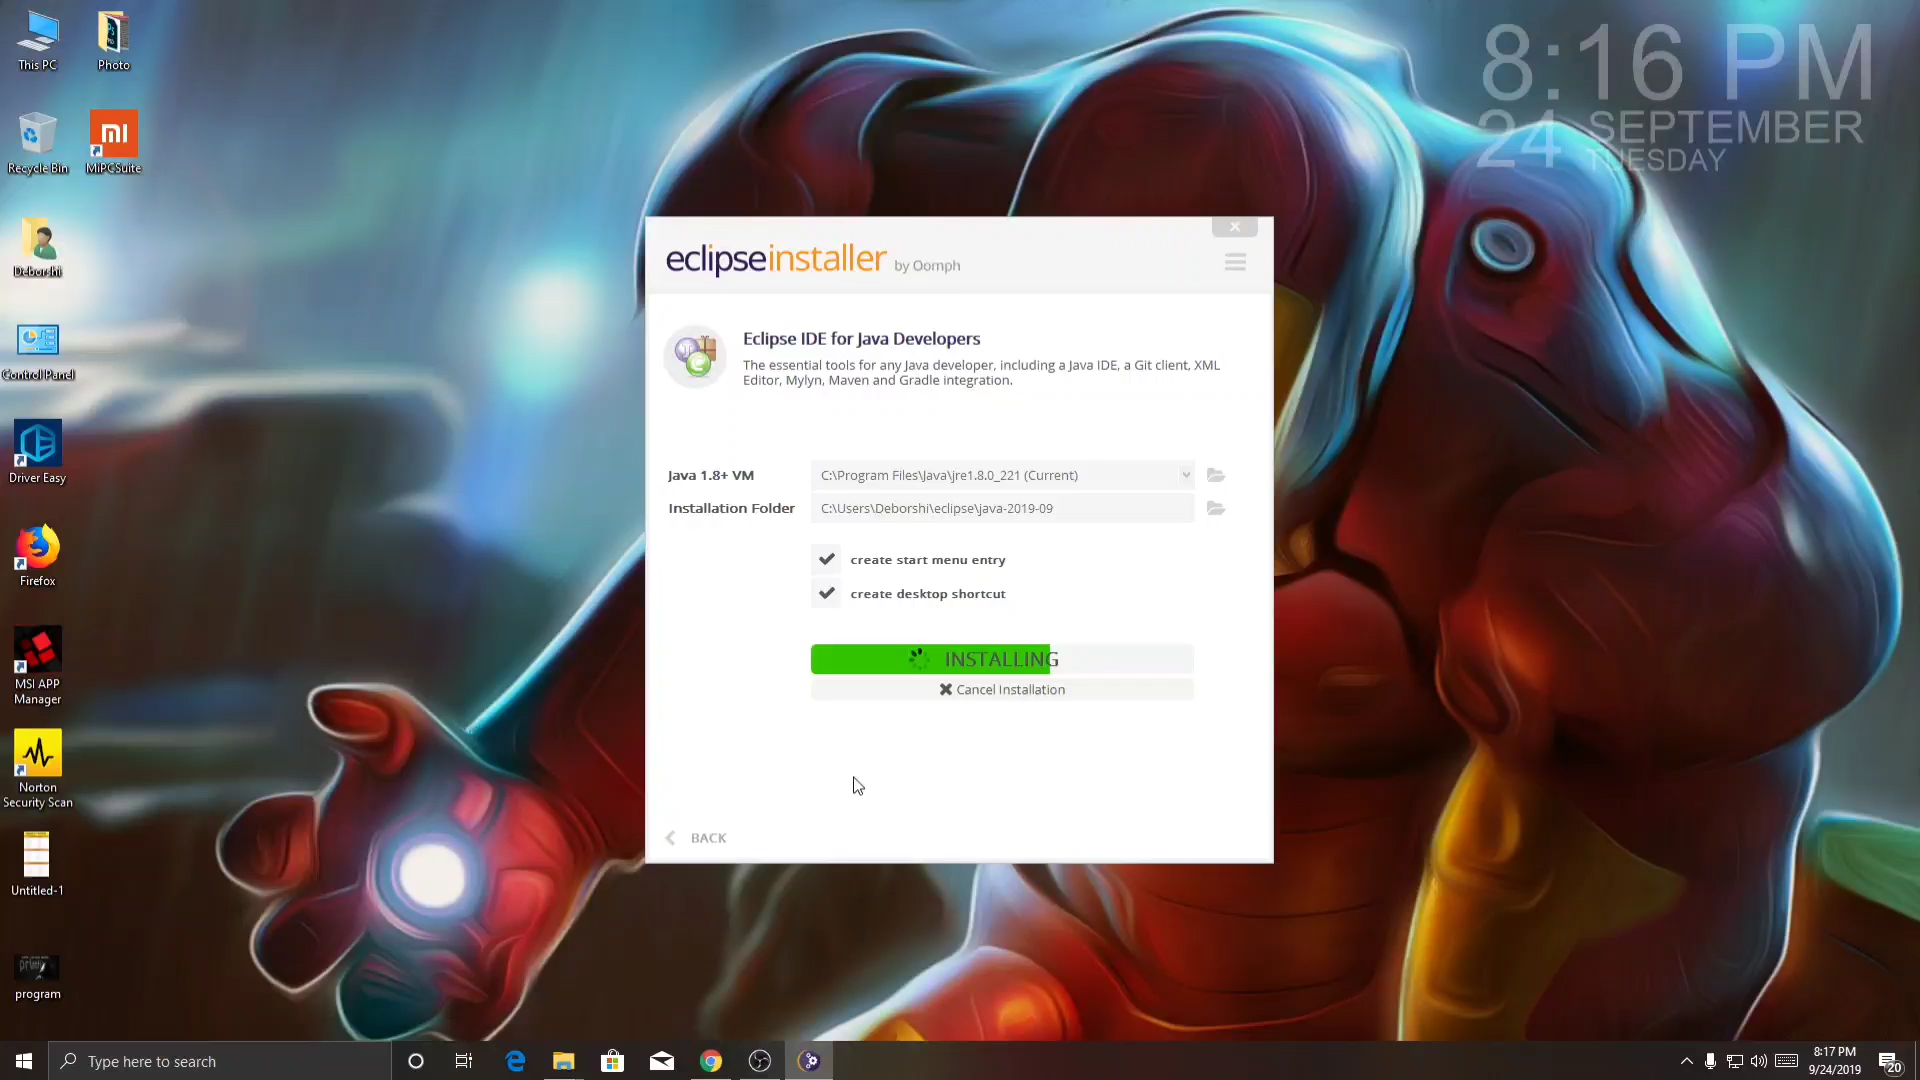 This PC
Photo
Recycle Bin
mi
MiPCSuite
Deborshi
Control Panel
Driver Easy
Firefox
MSI APP
Manager
Norton
Security Scan
Untitled-1
program
8:16 PM
24 SEPTEMBER
TUESDAY
eclipseinstaller by Oomph
Eclipse IDE for Java Developers
The essential tools for any Java developer, including a Java IDE, a Git client, XML
Editor, Mylyn, Maven and Gradle integration.
Java 1.8+ VM
C:\Program Files\Java\jre1.8.0_221 (Current)
Installation Folder
C:\Users\Deborshi\eclipse\java-2019-09
create start menu entry
create desktop shortcut
INSTALLING
Cancel Installation
BACK
Type here to search
8:17 PM
9/24/2019
20